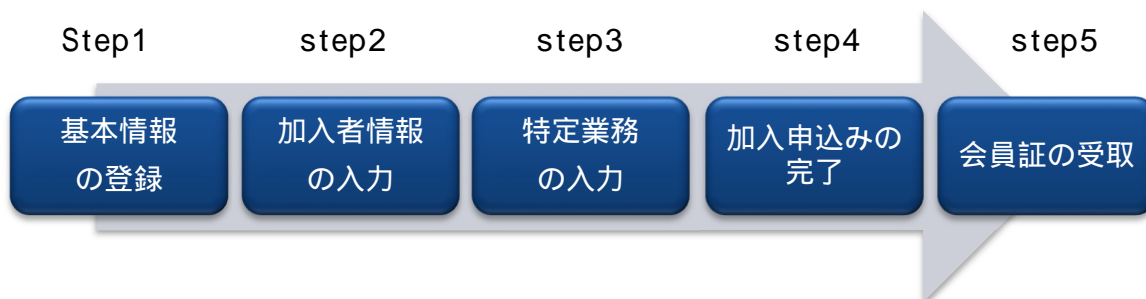 Step1
step2
step3
step4
step5
基本情報
の登録
加入者情報
の入力
特定業務
の入力
加入申込みの
完了
会員証の受取